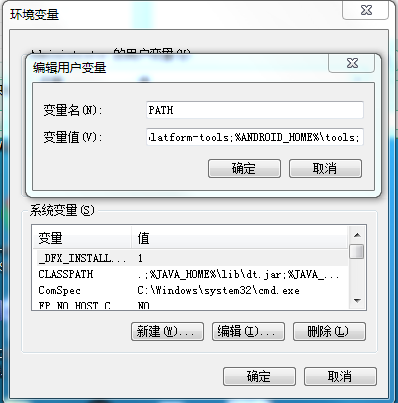 环境变量
的用户变量(U)
编辑用户变量
变量名(N):
PATH
变量值(V):
platform-tools;%ANDROID_HOME%\tools;
确定
取消
系统变量(S)
变量
值
_DFX_INSTALL...
1
CLASSPATH
.;%JAVA_HOME%\lib\dt.jar;%JAVA_...
ComSpec
C:\Windows\system32\cmd.exe
FP_NO_HOST_C...
NO
新建(W)...
编辑(I)...
删除(L)
确定
取消